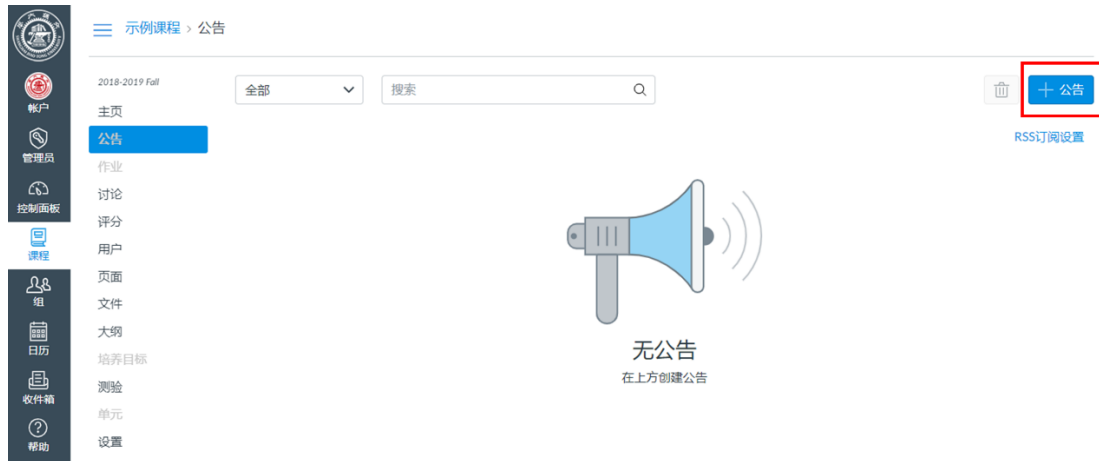 示例课程 › 公告
帐户
管理员
控制面板
课程
组
日历
收件箱
帮助
2018-2019 Fall
主页
公告
作业
讨论
评分
用户
页面
文件
大纲
培养目标
测验
单元
设置
全部
搜索
公告
RSS订阅设置
无公告
在上方创建公告